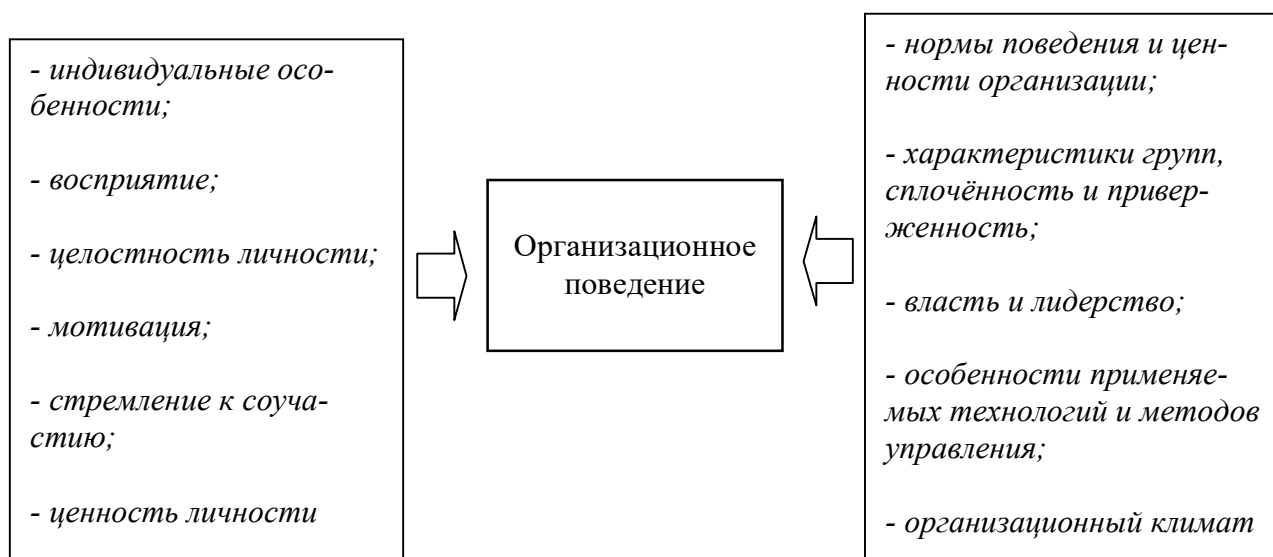 - индивидуальные осо-
бенности;
- восприятие;
- целостность личности;
- мотивация;
- стремление к соуча-
стию;
- ценность личности
Организационное
поведение
- нормы поведения и цен-
ности организации;
- характеристики групп,
сплочённость и привер-
женность;
- власть и лидерство;
- особенности применяе-
мых технологий и методов
управления;
- организационный климат